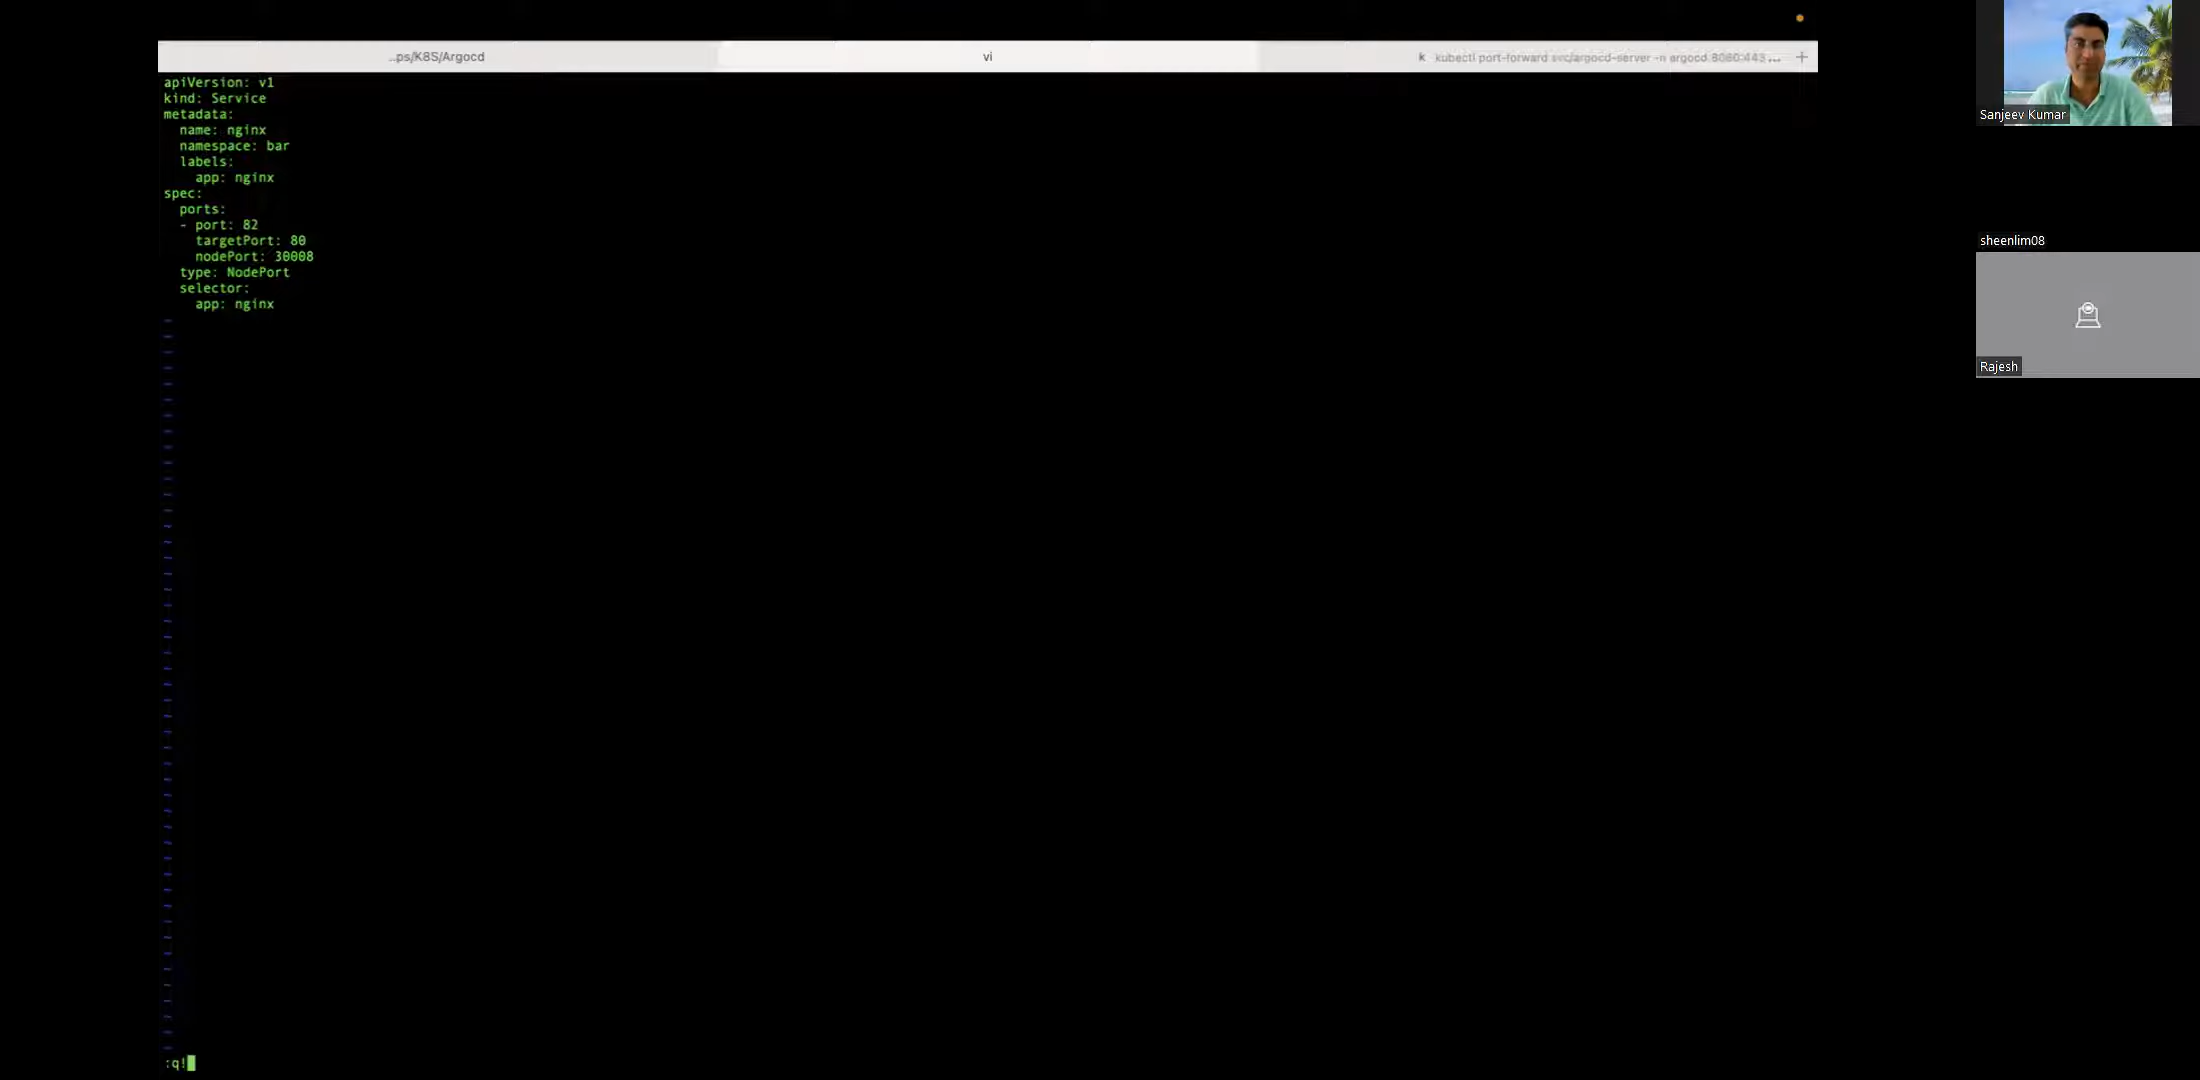 ..ps/K8S/Argocd
vi
k kubectl port-forward svc/argocd-server -n argocd 8080:443 ...
apiVersion: v1
kind: Service
metadata:
  name: nginx
  namespace: bar
  labels:
    app: nginx
spec:
  ports:
  - port: 82
    targetPort: 80
    nodePort: 30008
  type: NodePort
  selector:
    app: nginx
:q!
Sanjeev Kumar
sheenlim08
Rajesh